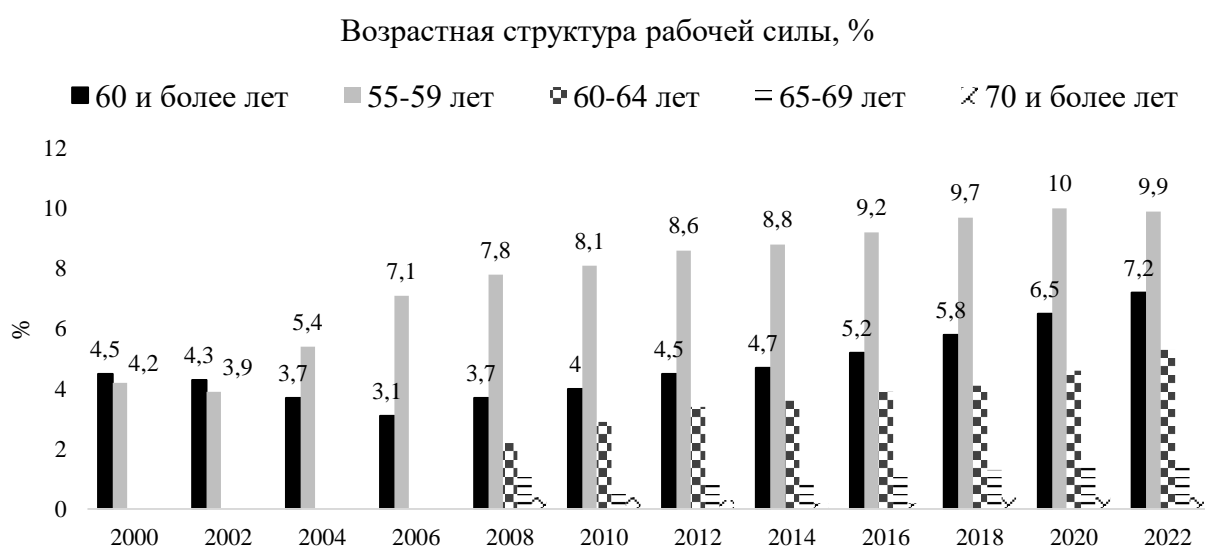 Возрастная структура рабочей силы, %
60 и более лет 55-59 лет 60-64 лет 65-69 лет 70 и более лет
12
10
8
6
4
2
0
%
4,5 4,2 4,3 3,9 3,7 5,4 3,1 7,1 3,7 7,8 4 8,1 4,5 8,6 4,7 8,8 5,2 9,2 5,8 9,7 6,5 10 7,2 9,9
2000 2002 2004 2006 2008 2010 2012 2014 2016 2018 2020 2022